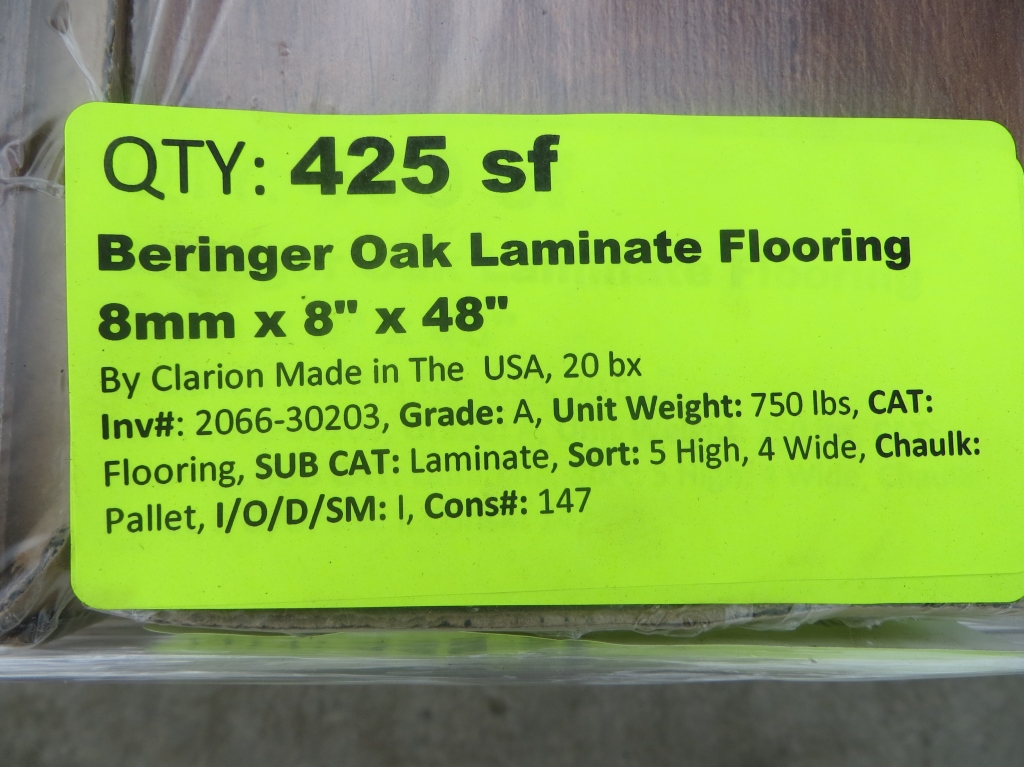 QTY: 425 sf
Beringer Oak Laminate Flooring
8mm x 8" x 48"
By Clarion Made in The USA, 20 bx
Inv#: 2066-30203, Grade: A, Unit Weight: 750 lbs, CAT:
Flooring, SUB CAT: Laminate, Sort: 5 High, 4 Wide, Chaulk:
Pallet, I/O/D/SM: I, Cons#: 147